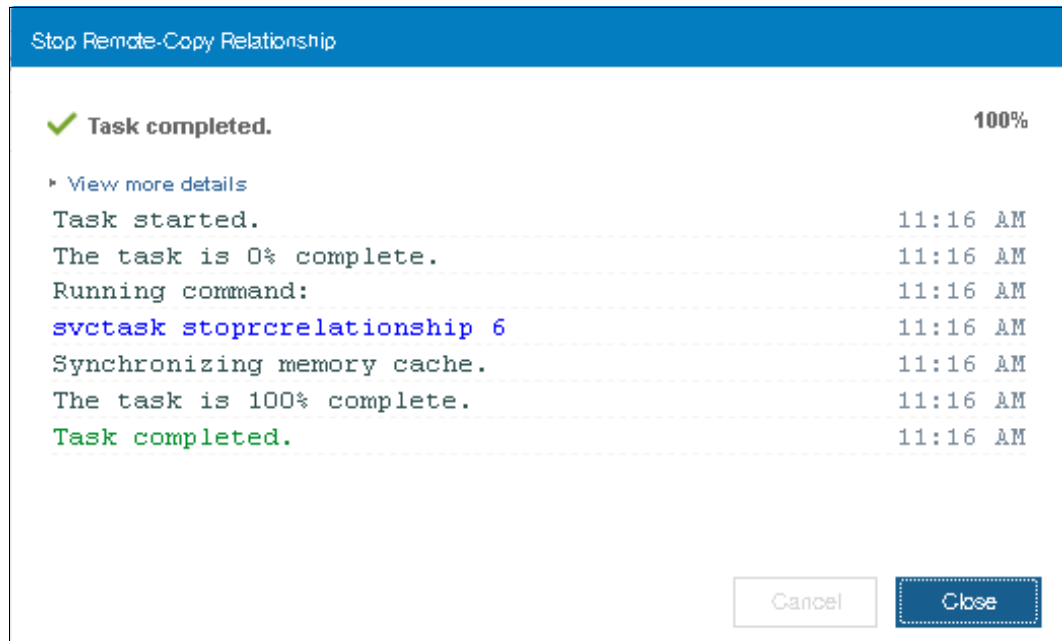 Stop Remote-Copy Relationship
Task completed. 100%
View more details
Task started. 11:16 AM
The task is 0% complete. 11:16 AM
Running command: 11:16 AM
svctask stoprcrelationship 6 11:16 AM
Synchronizing memory cache. 11:16 AM
The task is 100% complete. 11:16 AM
Task completed. 11:16 AM
Cancel Close